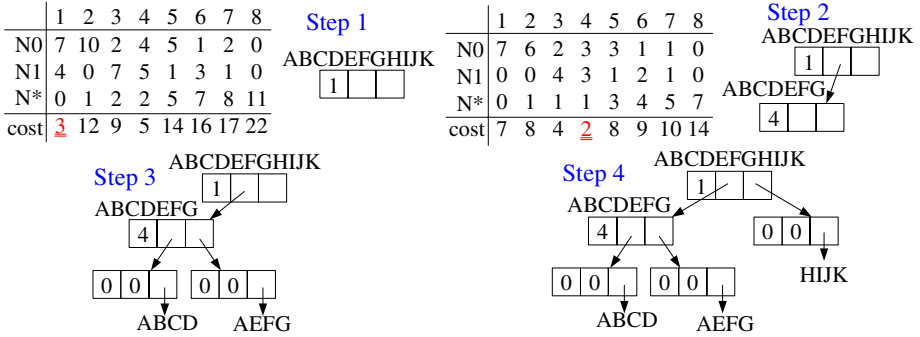 1 2 3 4 5 6 7 8
N0 7 10 2 4 5 1 2 0
N1 4 0 7 5 1 3 1 0
N* 0 1 2 2 5 7 8 11
cost 3 12 9 5 14 16 17 22
Step 1
ABCDEFGHIJK
1
1 2 3 4 5 6 7 8
N0 7 6 2 3 3 1 1 0
N1 0 0 4 3 1 2 1 0
N* 0 1 1 1 3 4 5 7
cost 7 8 4 2 8 9 10 14
Step 2
ABCDEFGHIJK
1
ABCDEFG
4
Step 3
ABCDEFGHIJK
1
ABCDEFG
4
0 0
0 0
ABCD
AEFG
Step 4
ABCDEFGHIJK
1
ABCDEFG
4
0 0
HIJK
0 0
0 0
ABCD
AEFG